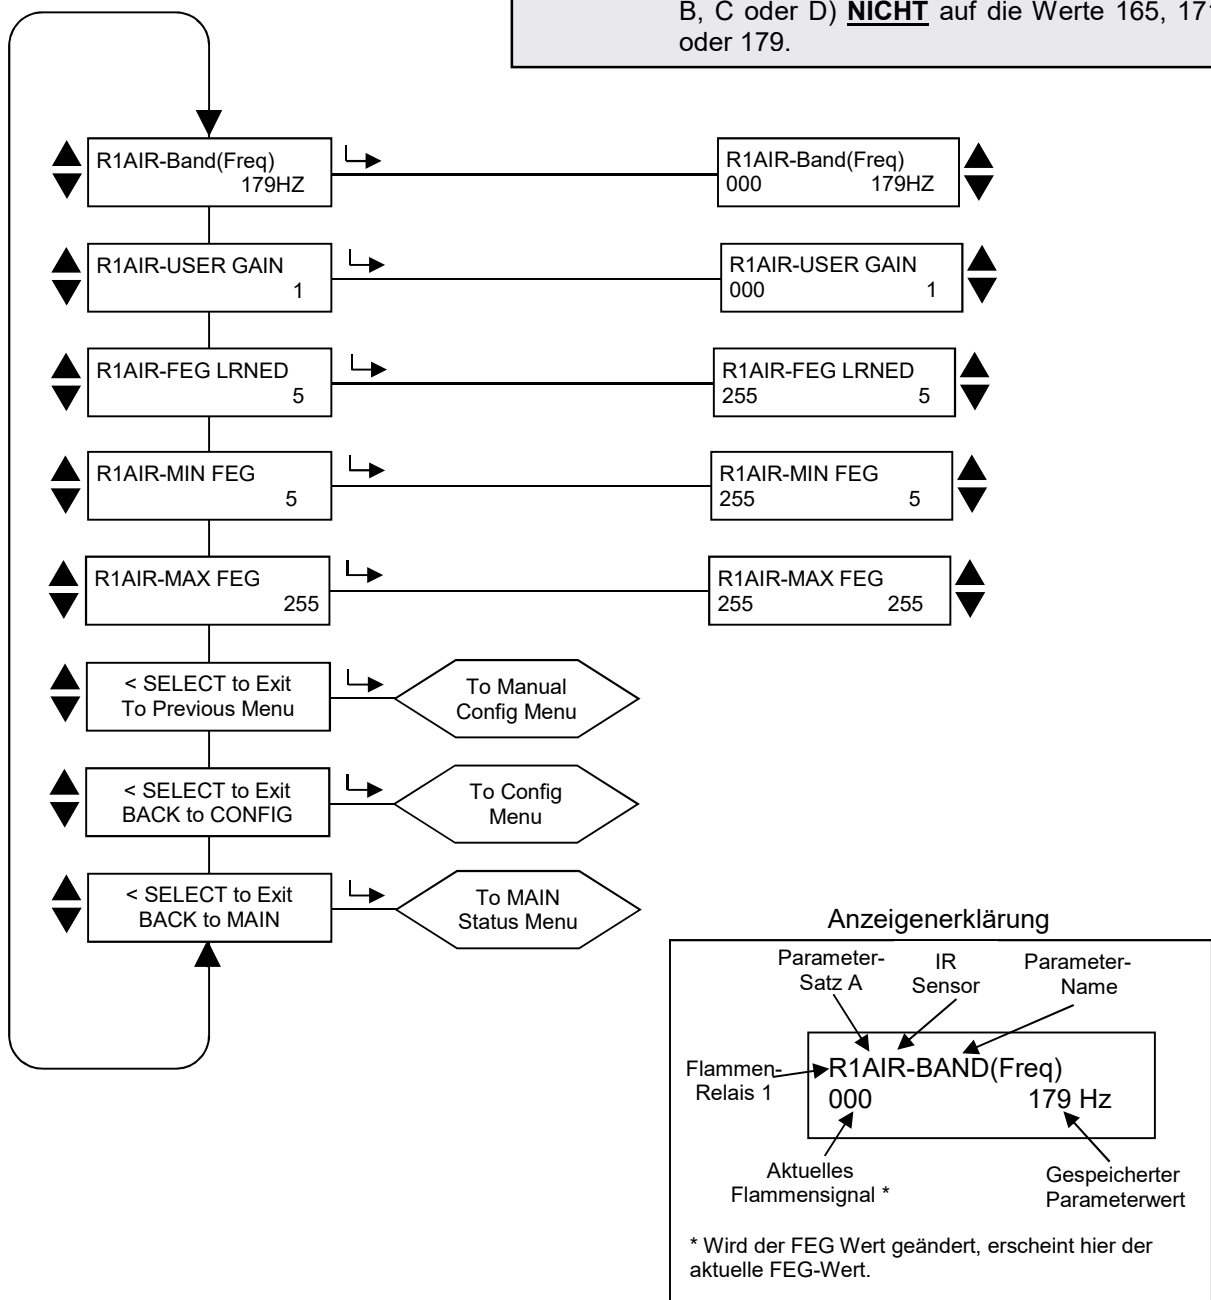 B, C oder D) NICHT auf die Werte 165, 171
oder 179.
R1AIR-Band(Freq)
179HZ
R1AIR-Band(Freq)
000 179HZ
R1AIR-USER GAIN
1
R1AIR-USER GAIN
000 1
R1AIR-FEG LRNED
5
R1AIR-FEG LRNED
255 5
R1AIR-MIN FEG
5
R1AIR-MIN FEG
255 5
R1AIR-MAX FEG
255
R1AIR-MAX FEG
255 255
< SELECT to Exit
To Previous Menu
To Manual
Config Menu
< SELECT to Exit
BACK to CONFIG
To Config
Menu
< SELECT to Exit
BACK to MAIN
To MAIN
Status Menu
Anzeigenerklärung
Parameter-
Satz A
IR
Sensor
Parameter-
Name
Flammen-
Relais 1
R1AIR-BAND(Freq)
000 179 Hz
Aktuelles
Flammensignal *
Gespeicherter
Parameterwert
* Wird der FEG Wert geändert, erscheint hier der
aktuelle FEG-Wert.